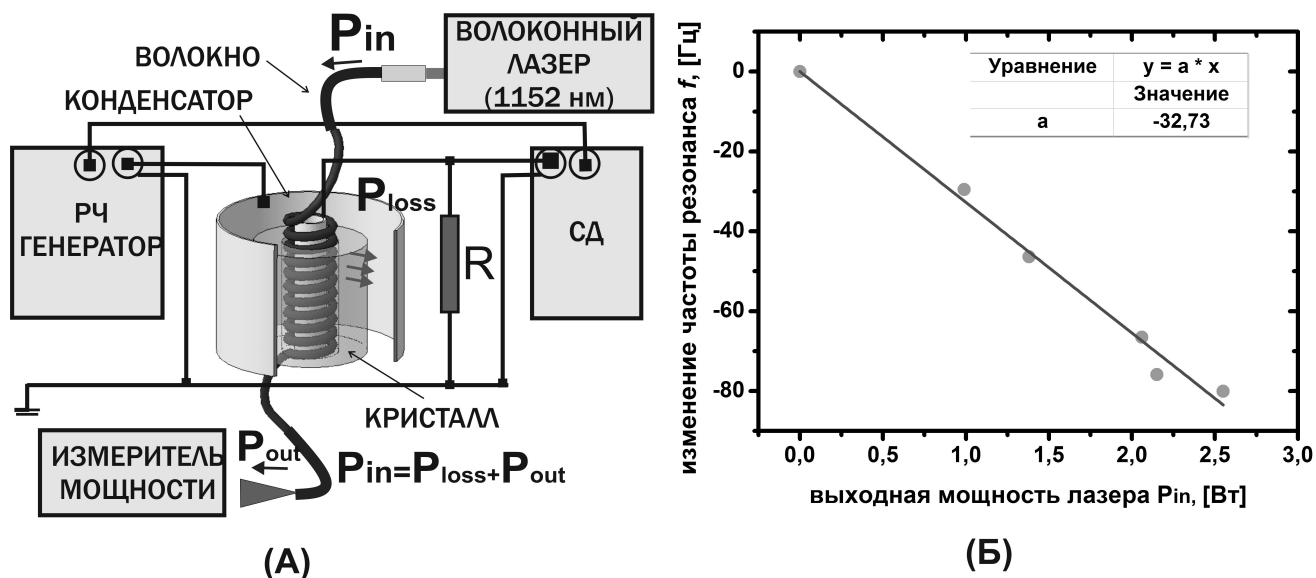 Pin
ВОЛОКОННЫЙ
ЛАЗЕР
(1152 нм)
ВОЛОКНО
КОНДЕНСАТОР
РЧ
ГЕНЕРАТОР
Ploss
R
СД
КРИСТАЛЛ
ИЗМЕРИТЕЛЬ
МОЩНОСТИ
Pout
Pin=Ploss+Pout
(А)
изменение частоты резонанса f, [Гц]
0
-20
-40
-60
-80
Уравнение y = a * x
Значение
a -32,73
0,0 0,5 1,0 1,5 2,0 2,5 3,0
выходная мощность лазера Pin, [Вт]
(Б)